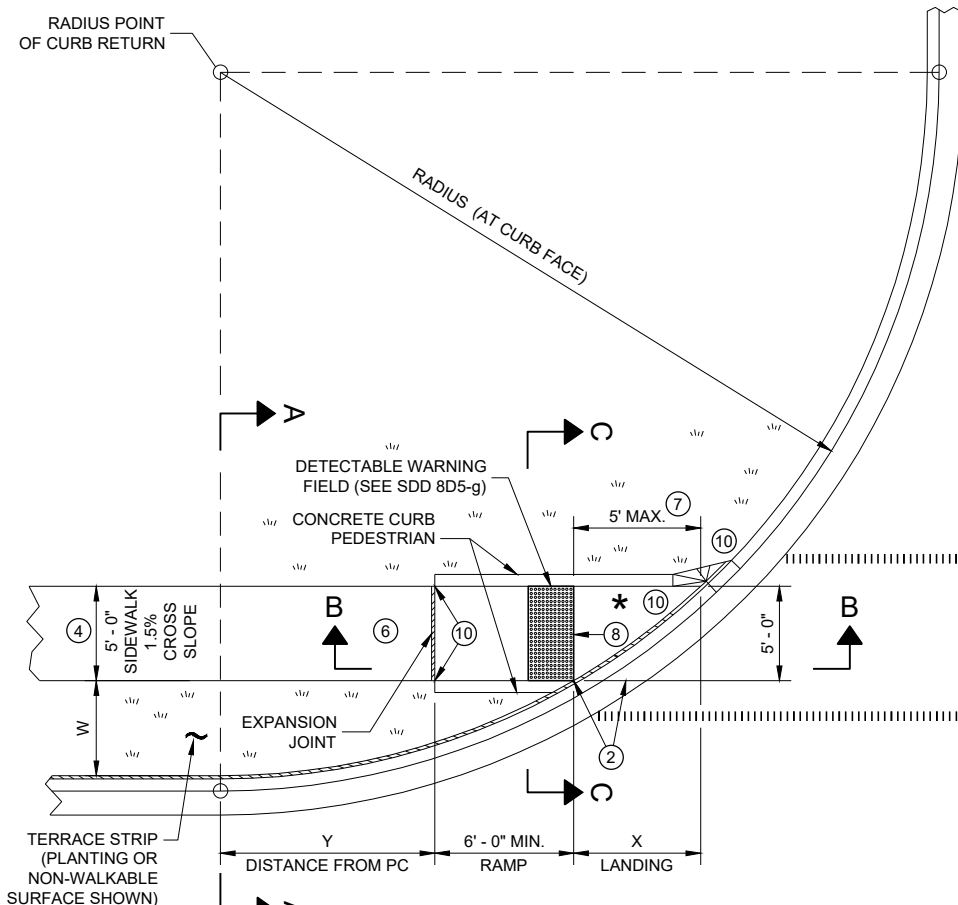 RADIUS POINT
OF CURB RETURN
RADIUS (AT CURB FACE)
A
C
DETECTABLE WARNING
FIELD (SEE SDD 8D5-g)
7
5' MAX.
CONCRETE CURB
PEDESTRIAN
10
4
5' - 0"
SIDEWALK
1.5%
CROSS
SLOPE
B
6
10
*
10
8
5' - 0"
B
W
EXPANSION
JOINT
2
C
TERRACE STRIP
(PLANTING OR
NON-WALKABLE
SURFACE SHOWN)
Y
DISTANCE FROM PC
6' - 0" MIN.
RAMP
X
LANDING